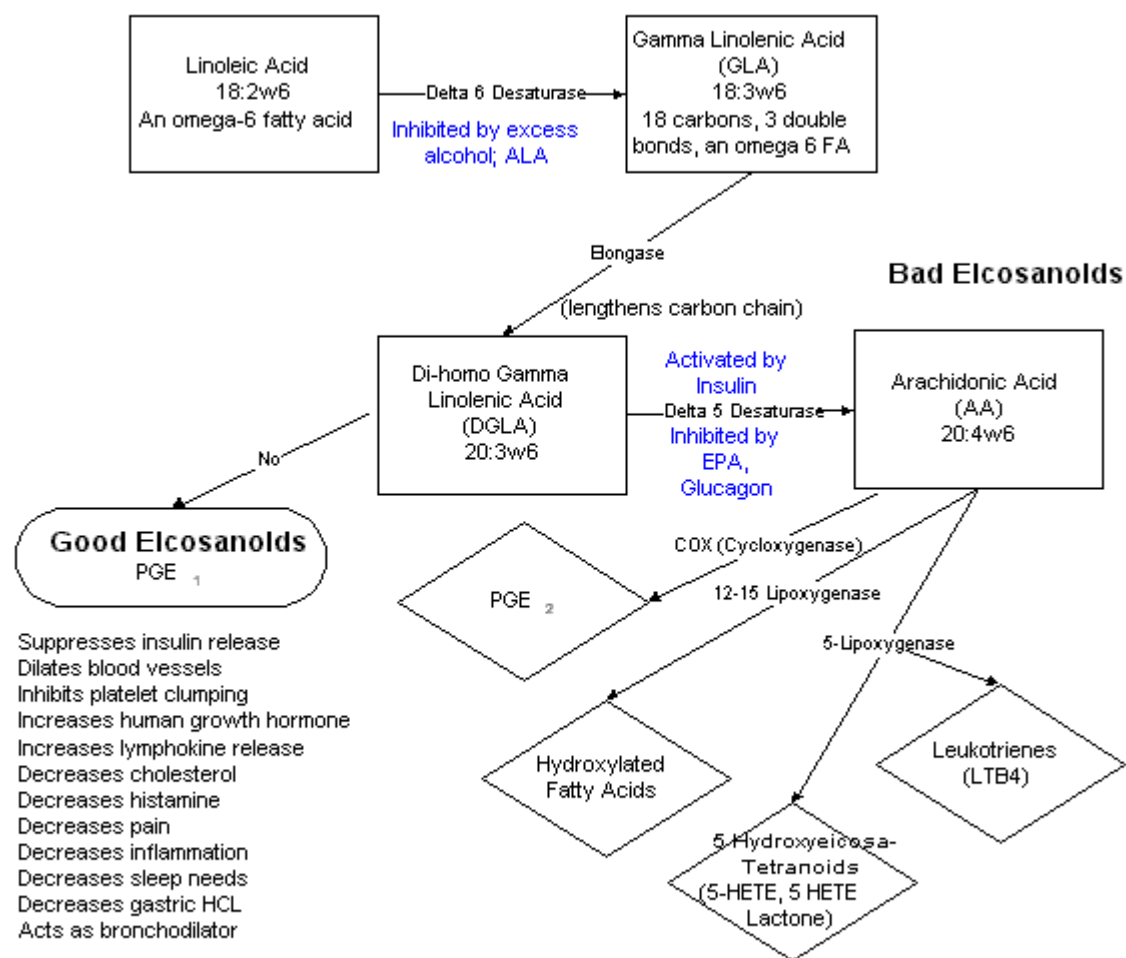 Linoleic Acid
18:2w6
An omega-6 fatty acid
Delta 6 Desaturase
Inhibited by excess
alcohol; ALA
Gamma Linolenic Acid
(GLA)
18:3w6
18 carbons, 3 double
bonds, an omega 6 FA
Elongase
(lengthens carbon chain)
Bad Elcosanolds
Di-homo Gamma
Linolenic Acid
(DGLA)
20:3w6
Activated by
Insulin
Delta 5 Desaturase
Inhibited by
EPA,
Glucagon
Arachidonic Acid
(AA)
20:4w6
No
Good Elcosanolds
PGE 1
Suppresses insulin release
Dilates blood vessels
Inhibits platelet clumping
Increases human growth hormone
Increases lymphokine release
Decreases cholesterol
Decreases histamine
Decreases pain
Decreases inflammation
Decreases sleep needs
Decreases gastric HCL
Acts as bronchodilator
COX (Cycloxygenase)
PGE 2
12-15 Lipoxygenase
5-Lipoxygenase
Hydroxylated
Fatty Acids
5 Hydroxyeicosa-
Tetranoids
(5-HETE, 5 HETE
Lactone)
Leukotrienes
(LTB4)